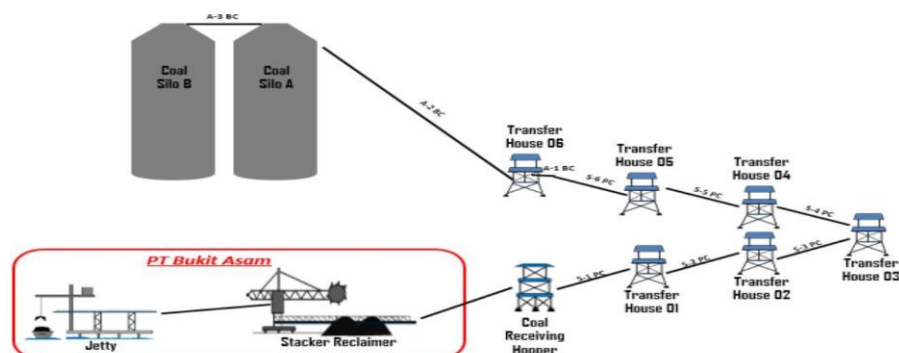 A-3 BC
Coal
Silo B
Coal
Silo A
A-2 BC
Transfer
House 06
A-1 BC
S-6 PC
Transfer
House 05
S-5 PC
Transfer
House 04
S-4 PC
Transfer
House 03
S-3 PC
Transfer
House 02
S-2 PC
Transfer
House 01
S-1 PC
Coal
Receiving
Hopper
PT Bukit Asam
Stacker Reclaimer
Jetty